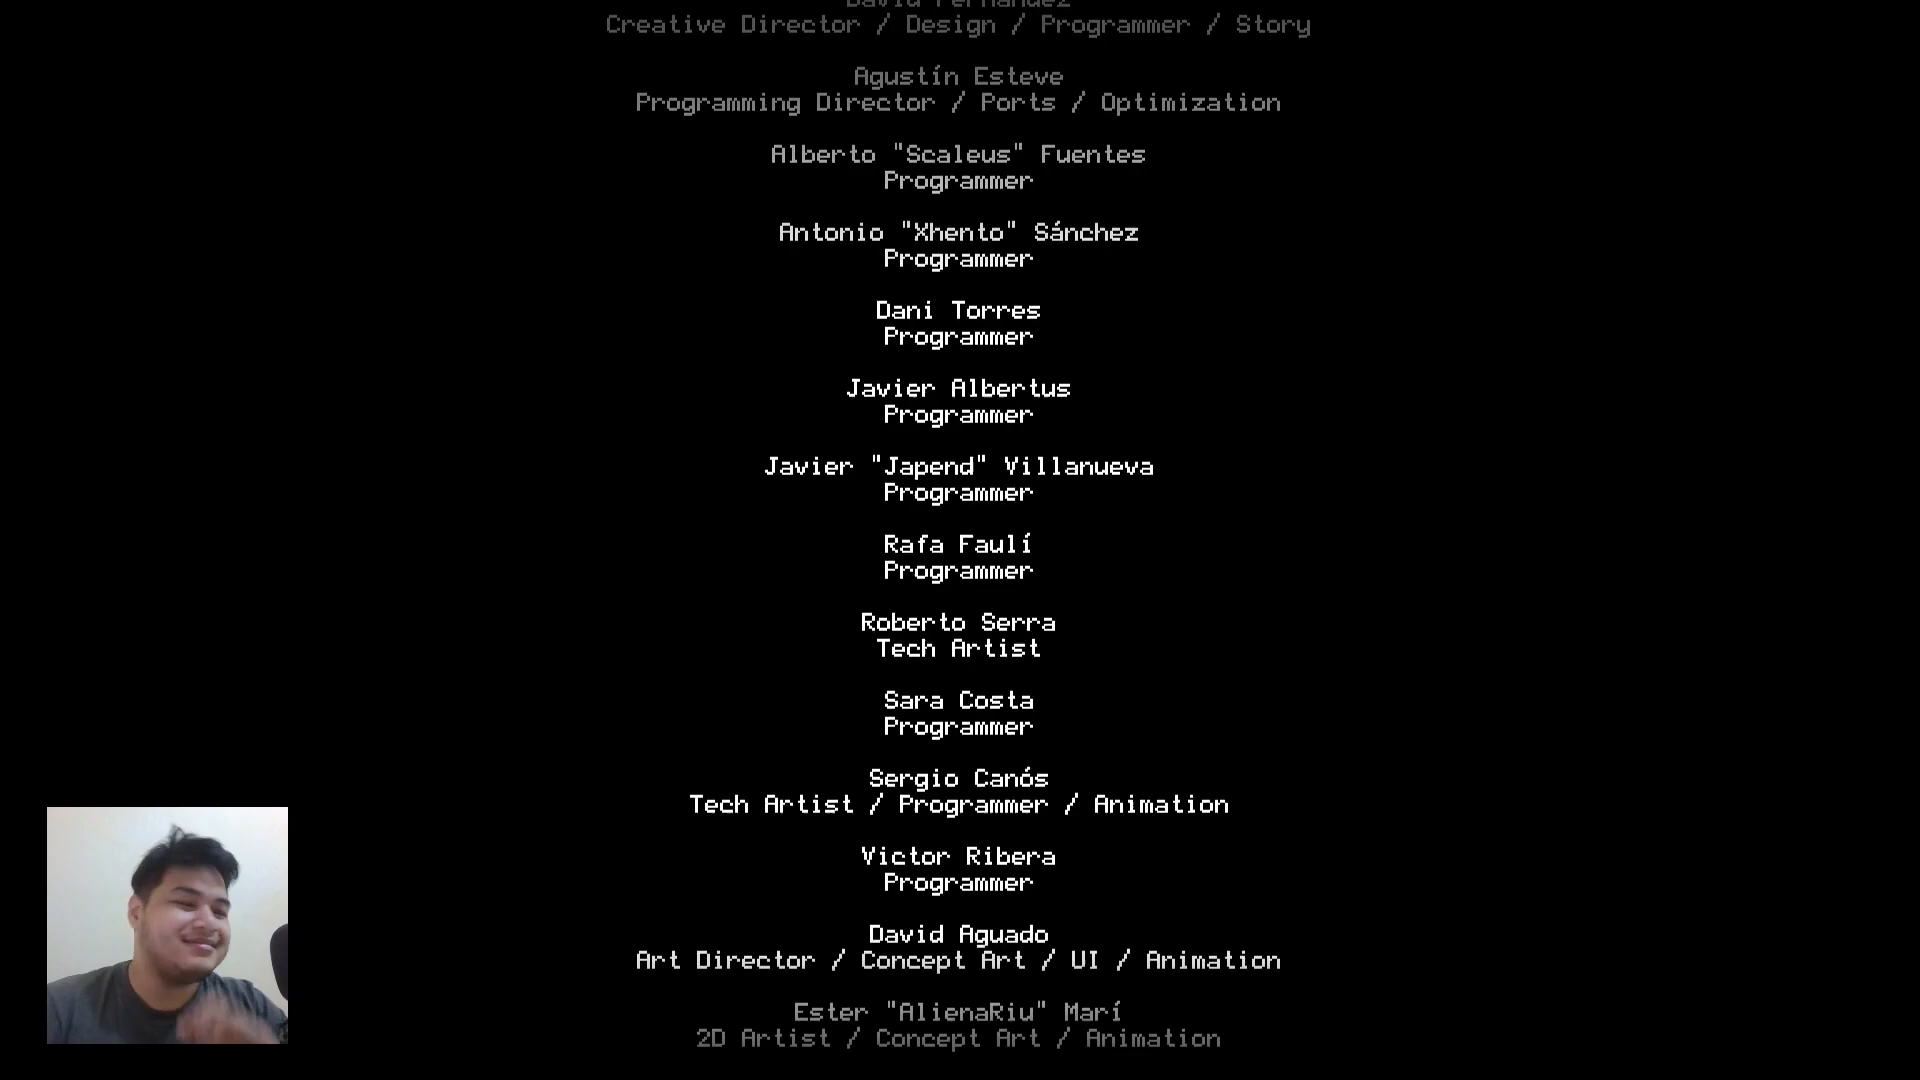 David Fernández
Creative Director / Design / Programmer / Story
Agustín Esteve
Programming Director / Ports / Optimization
Alberto "Scaleus" Fuentes
Programmer
Antonio "Xhento" Sánchez
Programmer
Dani Torres
Programmer
Javier Albertus
Programmer
Javier "Japend" Villanueva
Programmer
Rafa Faulí
Programmer
Roberto Serra
Tech Artist
Sara Costa
Programmer
Sergio Canós
Tech Artist / Programmer / Animation
Victor Ribera
Programmer
David Aguado
Art Director / Concept Art / UI / Animation
Ester "AlienaRiu" Marí
2D Artist / Concept Art / Animation